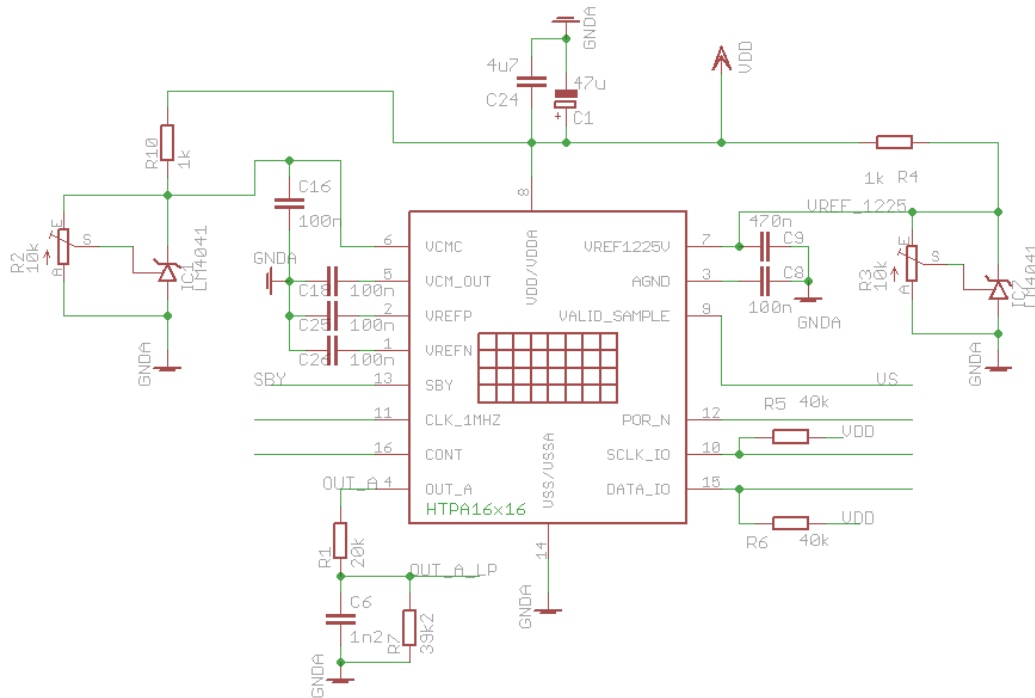 GNDA
4u7
C24
47u
+
C1
VDD
R10
1k
1k R4
VREF_1225
C16
100n
8
VDD/VDDA
470n
C9
E
S
A
R2
10k
IC1
LM4041
6 VCMC
VREF1225V 7
E
S
A
R3
10k
LM4041
GNDA
5 VCM_OUT
C18 100n
AGND 3
C8
100n
GNDA
2 VREFP
C25 100n
VALID_SAMPLE 9
1 VREFN
C26 100n
GNDA
GNDA
SBY
13 SBY
VS
11 CLK_1MHZ
POR_N 12
R5 40k
VDD
16 CONT
SCLK_IO 10
OUT_A 4 OUT_A
DATA_IO 15
VSS/VSSA
HTPA16x16
R6 40k
VDD
14
GNDA
R1
20k
OUT_A_LP
C6
1n2
R7
39k2
GNDA